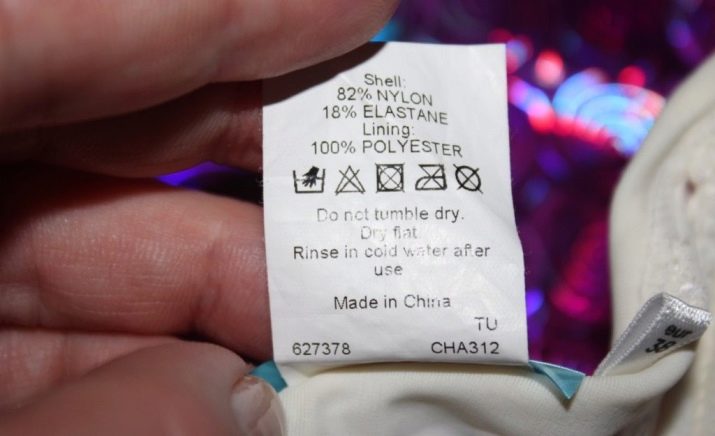 Shell:
82% NYLON
18% ELASTANE
Lining:
100% POLYESTER
Do not tumble dry.
Dry flat
Rinse in cold water after
use
Made in China
TU
627378 CHA312
eur